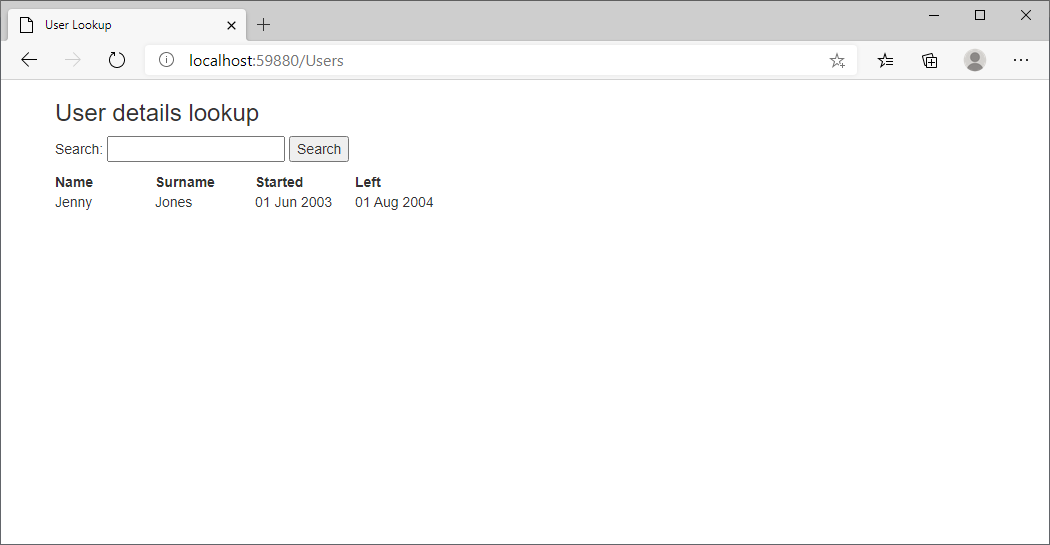 User Lookup
localhost:59880/Users
User details lookup
Search: Search
Name Surname Started Left
Jenny Jones 01 Jun 2003 01 Aug 2004